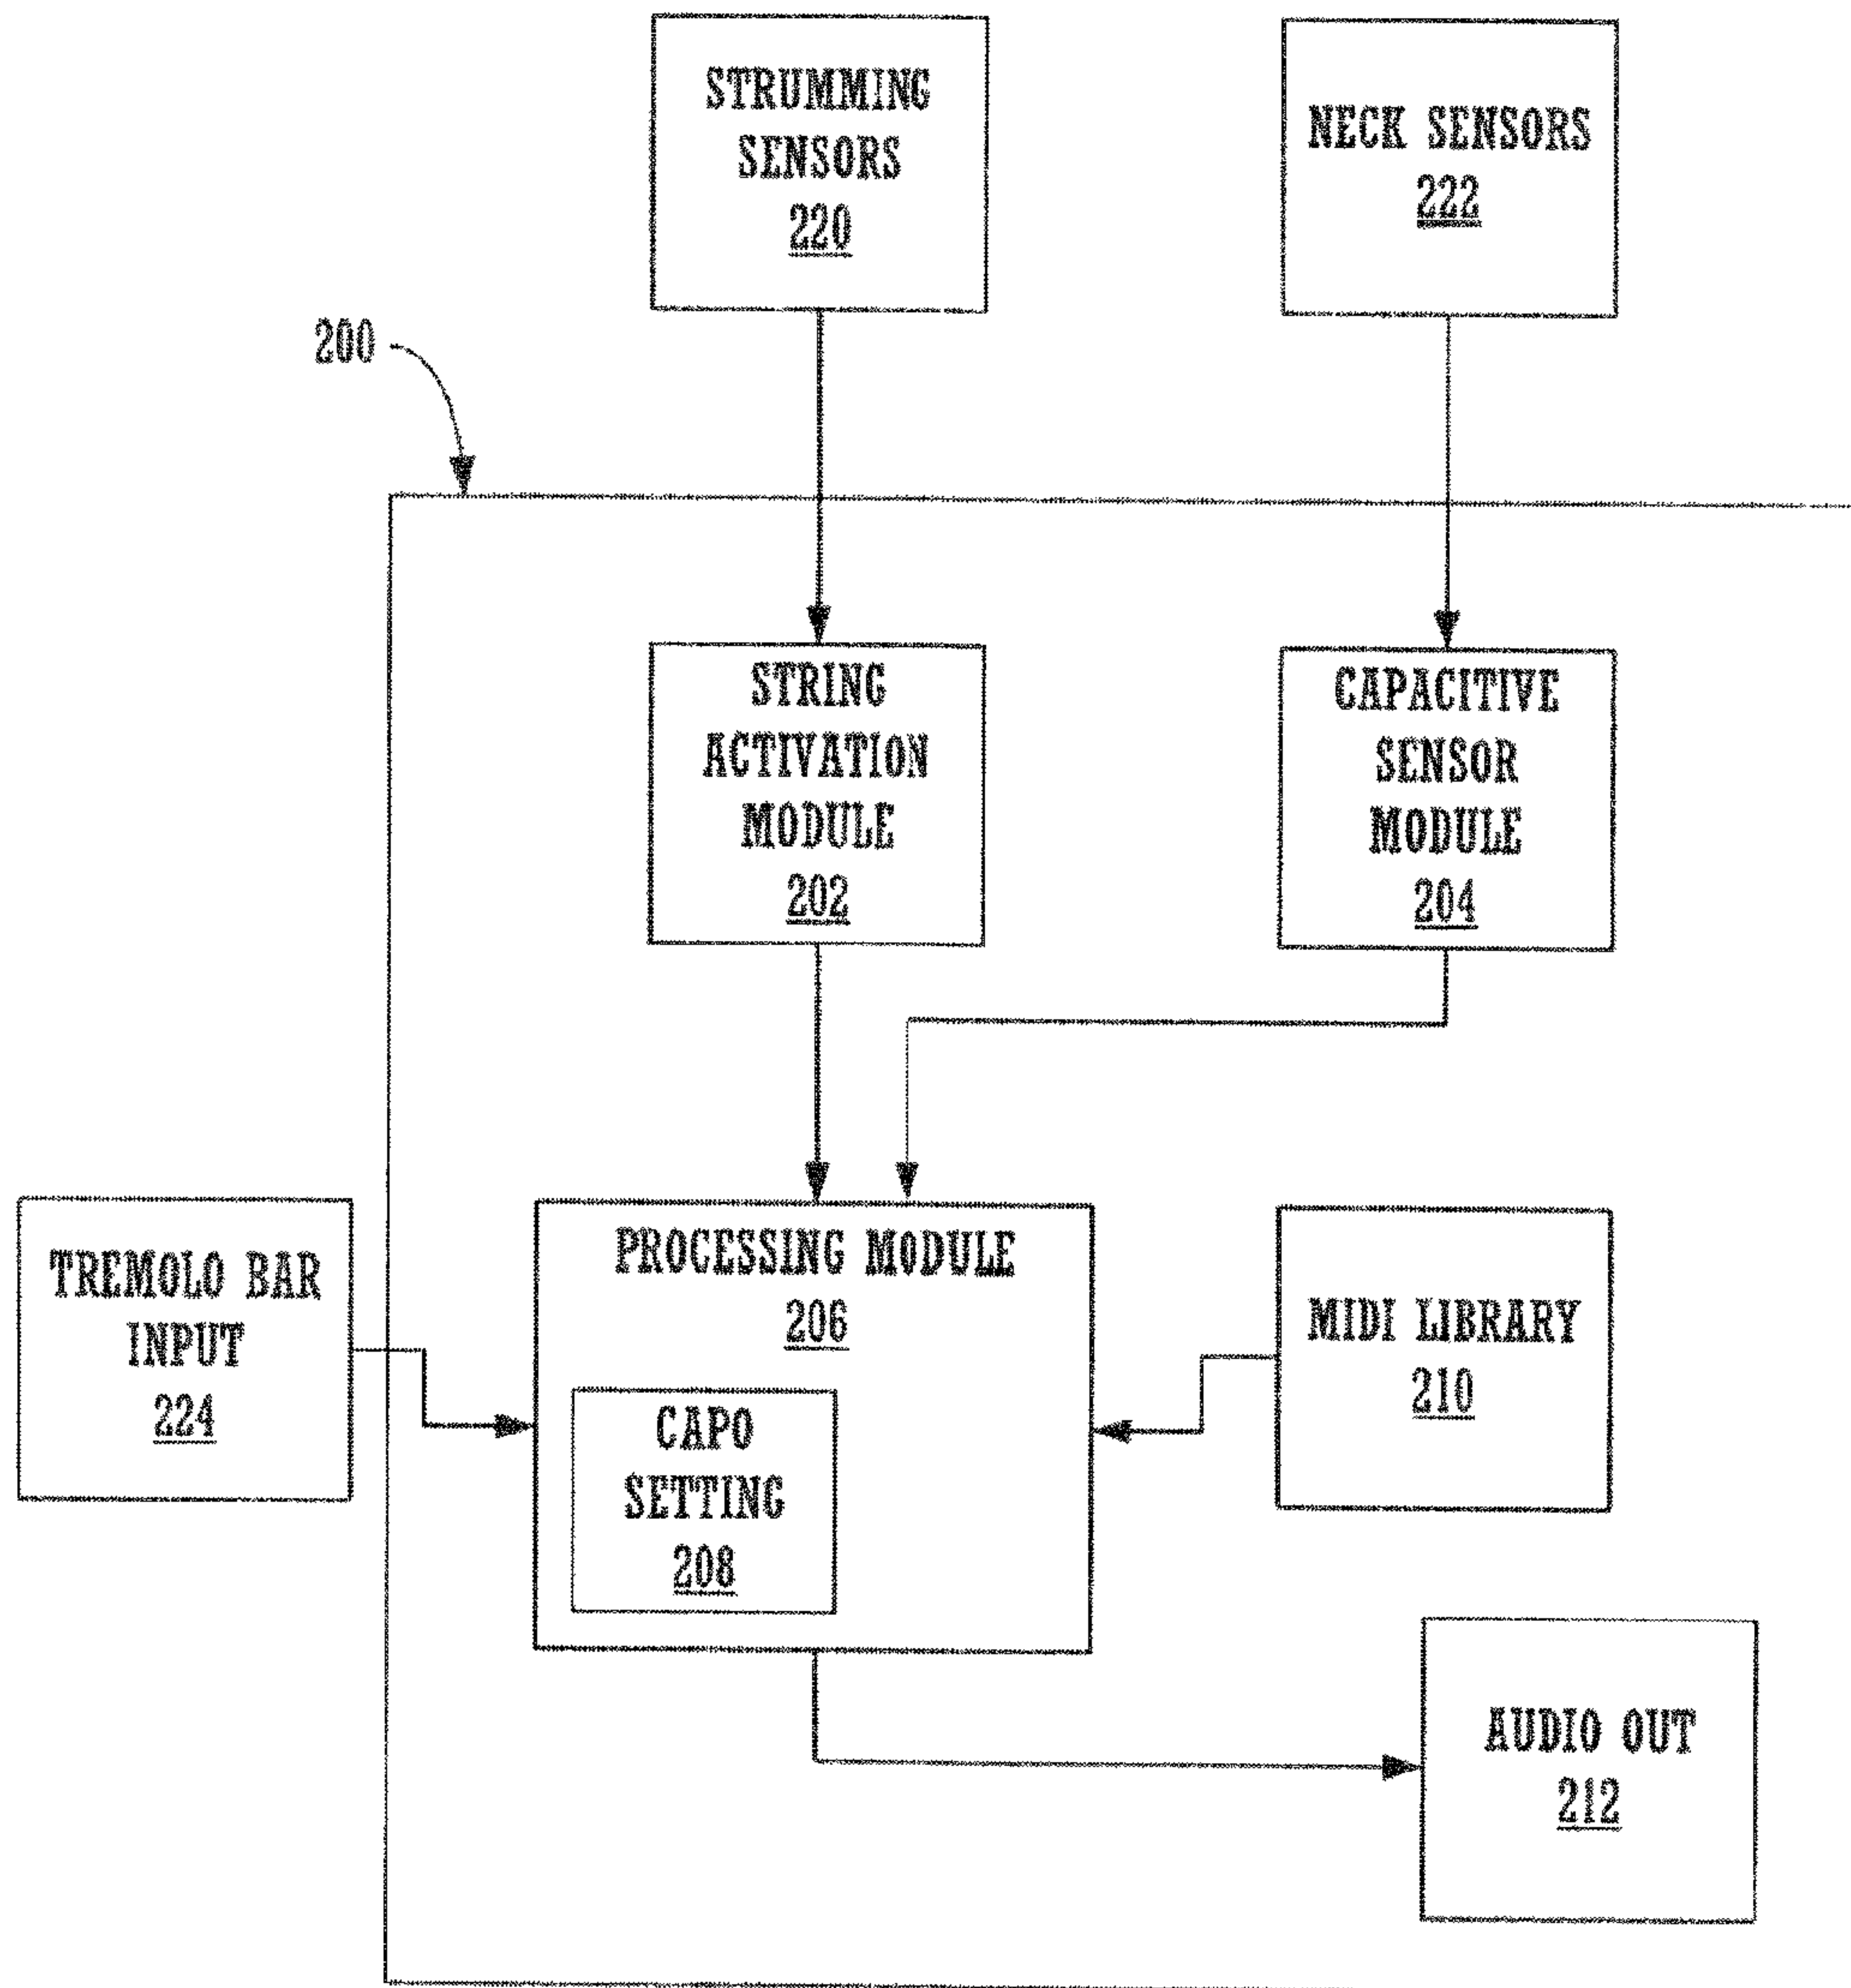 STRUMMING
SENSORS
220
NECK SENSORS
222
200
STRING
ACTIVATION
MODULE
202
CAPACITIVE
SENSOR
MODULE
204
TREMOLO BAR
INPUT
224
PROCESSING MODULE
206
CAPO
SETTING
208
MIDI LIBRARY
210
AUDIO OUT
212